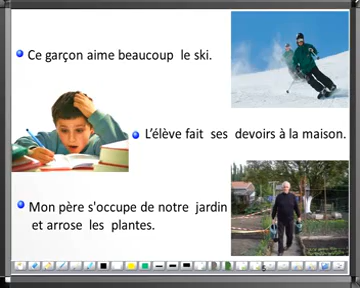 Ce garçon aime beaucoup le ski.
L'élève fait ses devoirs à la maison.
Mon père s'occupe de notre jardin
et arrose les plantes.